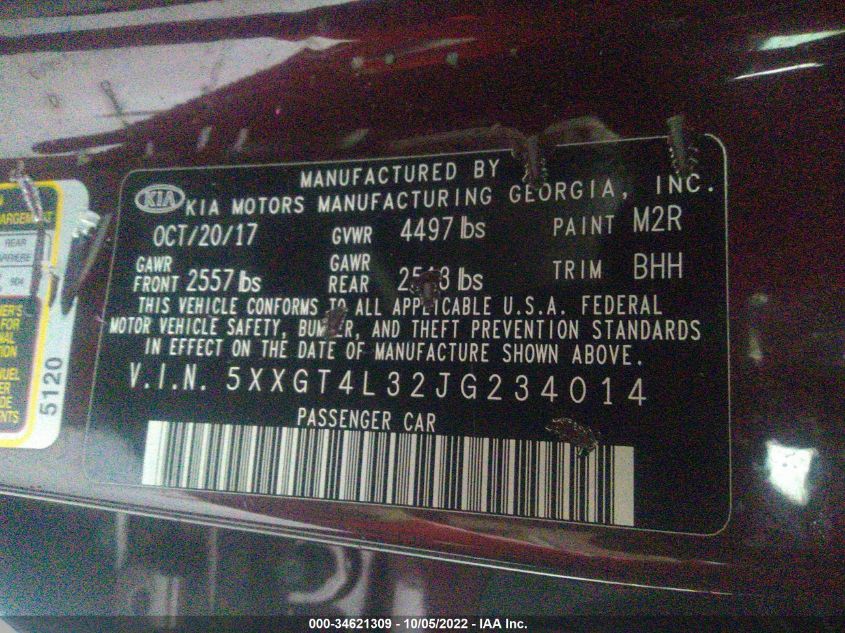 MANUFACTURED BY
KIA KIA MOTORS MANUFACTURING GEORGIA, INC.
OCT/20/17 GVWR 4497 lbs PAINT M2R
GAWR FRONT 2557 lbs GAWR REAR lbs TRIM BHH
THIS VEHICLE CONFORMS TO ALL APPLICABLE U.S.A. FEDERAL
MOTOR VEHICLE SAFETY, BUMPER, AND THEFT PREVENTION STANDARDS
IN EFFECT ON THE DATE OF MANUFACTURE SHOWN ABOVE.
V.I.N. 5XXGT4L32JG234014
PASSENGER CAR
REAR
5120
000-34621309 - 10/05/2022 - IAA Inc.